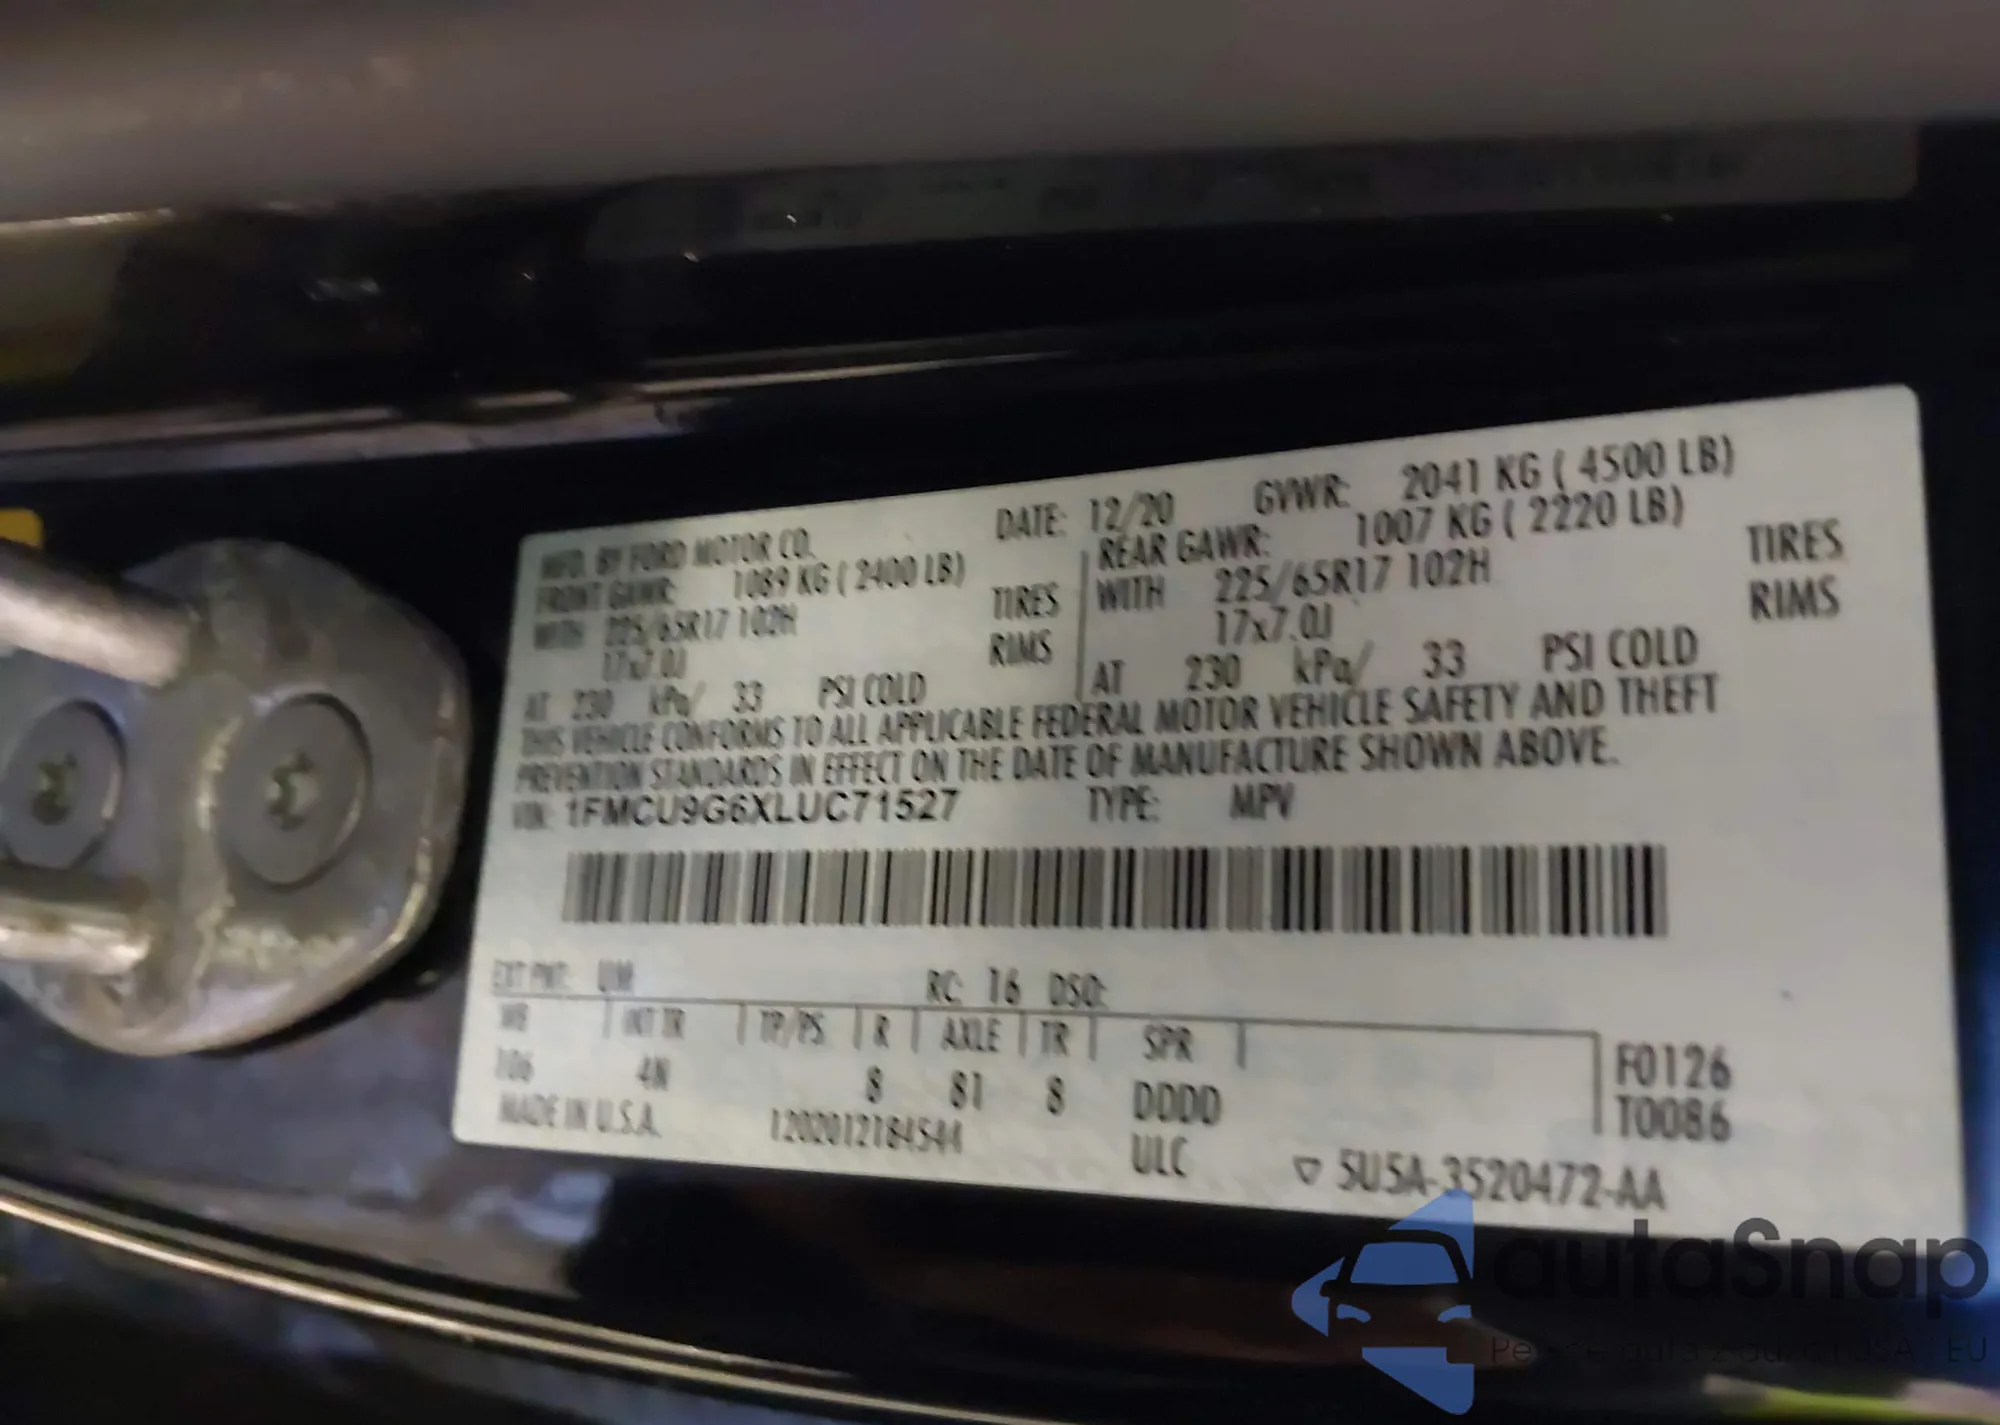 MFD. BY FORD MOTOR CO. DATE: 12/20 GVWR: 2041 KG ( 4500 LB)
FRONT GAWR: 1089 KG ( 2400 LB) REAR GAWR: 1007 KG ( 2220 LB)
WITH 225/65R17 102H TIRES WITH 225/65R17 102H TIRES
17x7.0J RIMS 17x7.0J RIMS
AT 230 kPa/ 33 PSI COLD AT 230 kPa/ 33 PSI COLD
THIS VEHICLE CONFORMS TO ALL APPLICABLE FEDERAL MOTOR VEHICLE SAFETY AND THEFT
PREVENTION STANDARDS IN EFFECT ON THE DATE OF MANUFACTURE SHOWN ABOVE.
VIN: 1FMCU9G6XLUC71527 TYPE: MPV
EXT PNT: UM RC: 16 DSO:
WB INT TR TP/PS R AXLE TR SPR F0126
106 4N 8 81 8 DDDD T0086
MADE IN U.S.A. 1202012184544 ULC ▽ 5U5A-3520472-AA
autaSnap